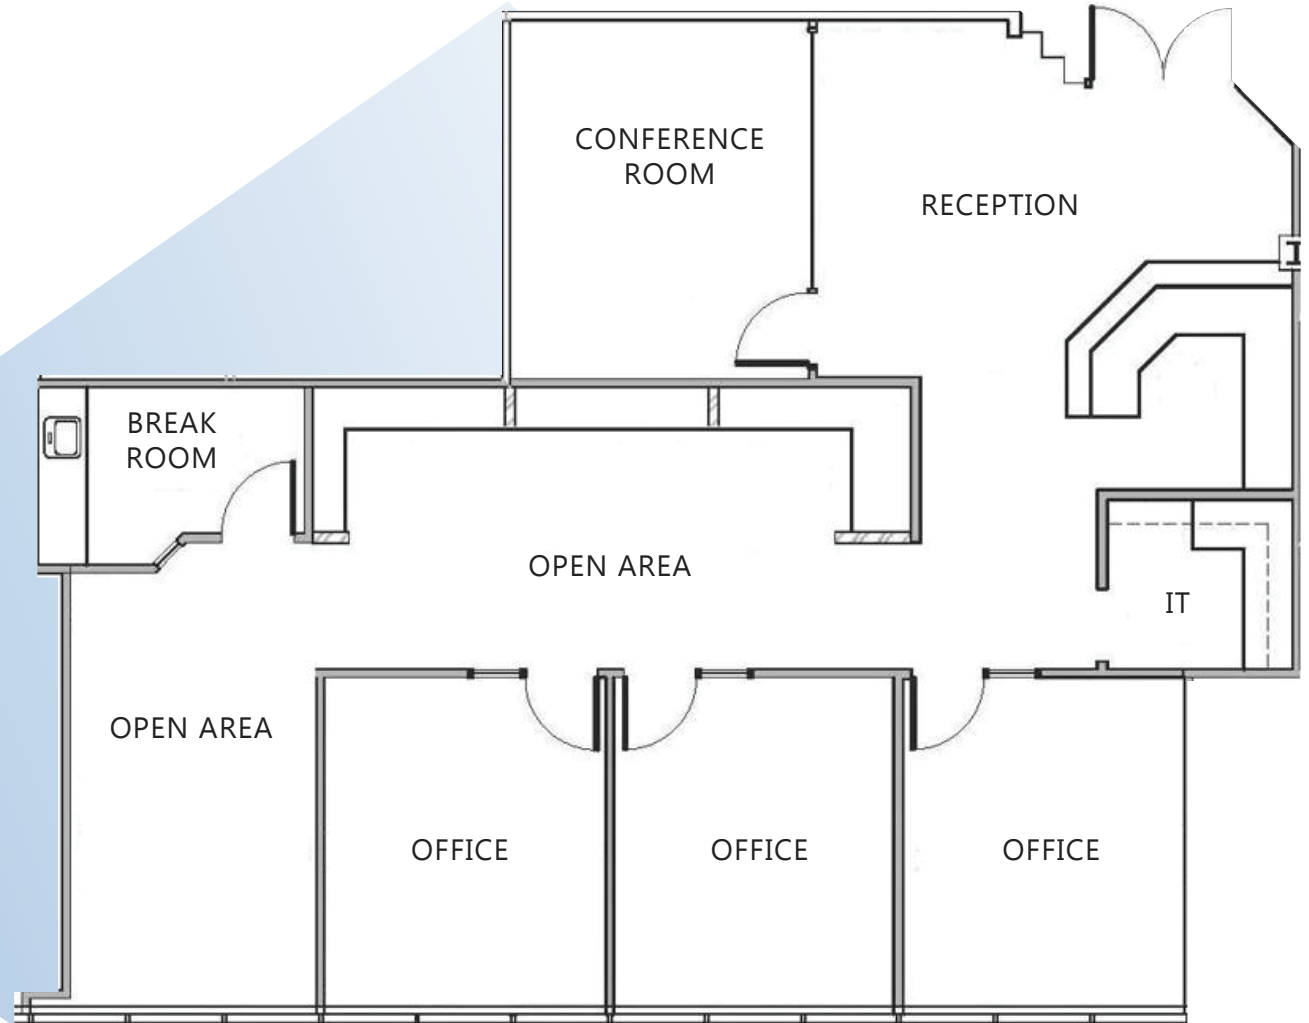 CONFERENCE
ROOM
RECEPTION
BREAK
ROOM
OPEN AREA
IT
OPEN AREA
OFFICE
OFFICE
OFFICE